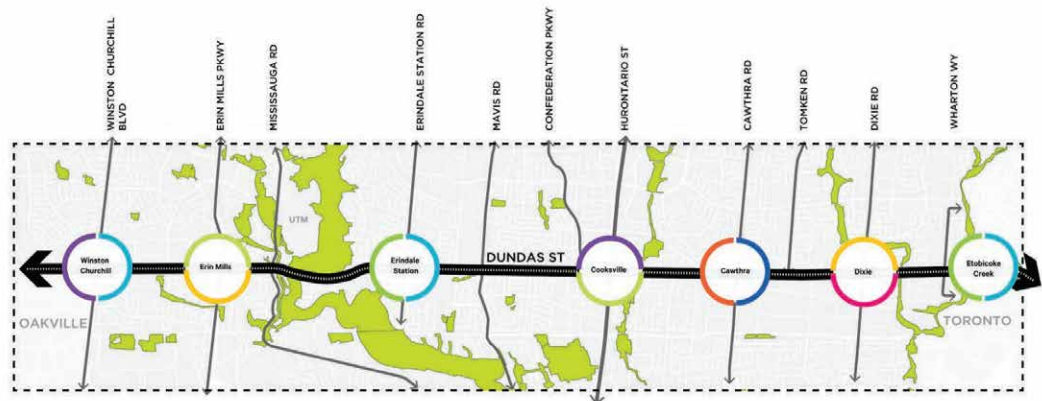 WINSTON CHURCHILL
BLVD
ERIN MILLS PKWY
MISSISSAUGA RD
ERINDALE STATION RD
MAVIS RD
CONFEDERATION PKWY
HURONTARIO ST
CAWTHRA RD
TOMKEN RD
DIXIE RD
WHARTON WY
UTM
Winston
Churchill
Erin Mills
Erindale
Station
DUNDAS ST
Cooksville
Cawthra
Dixie
Etobicoke
Creek
OAKVILLE
TORONTO